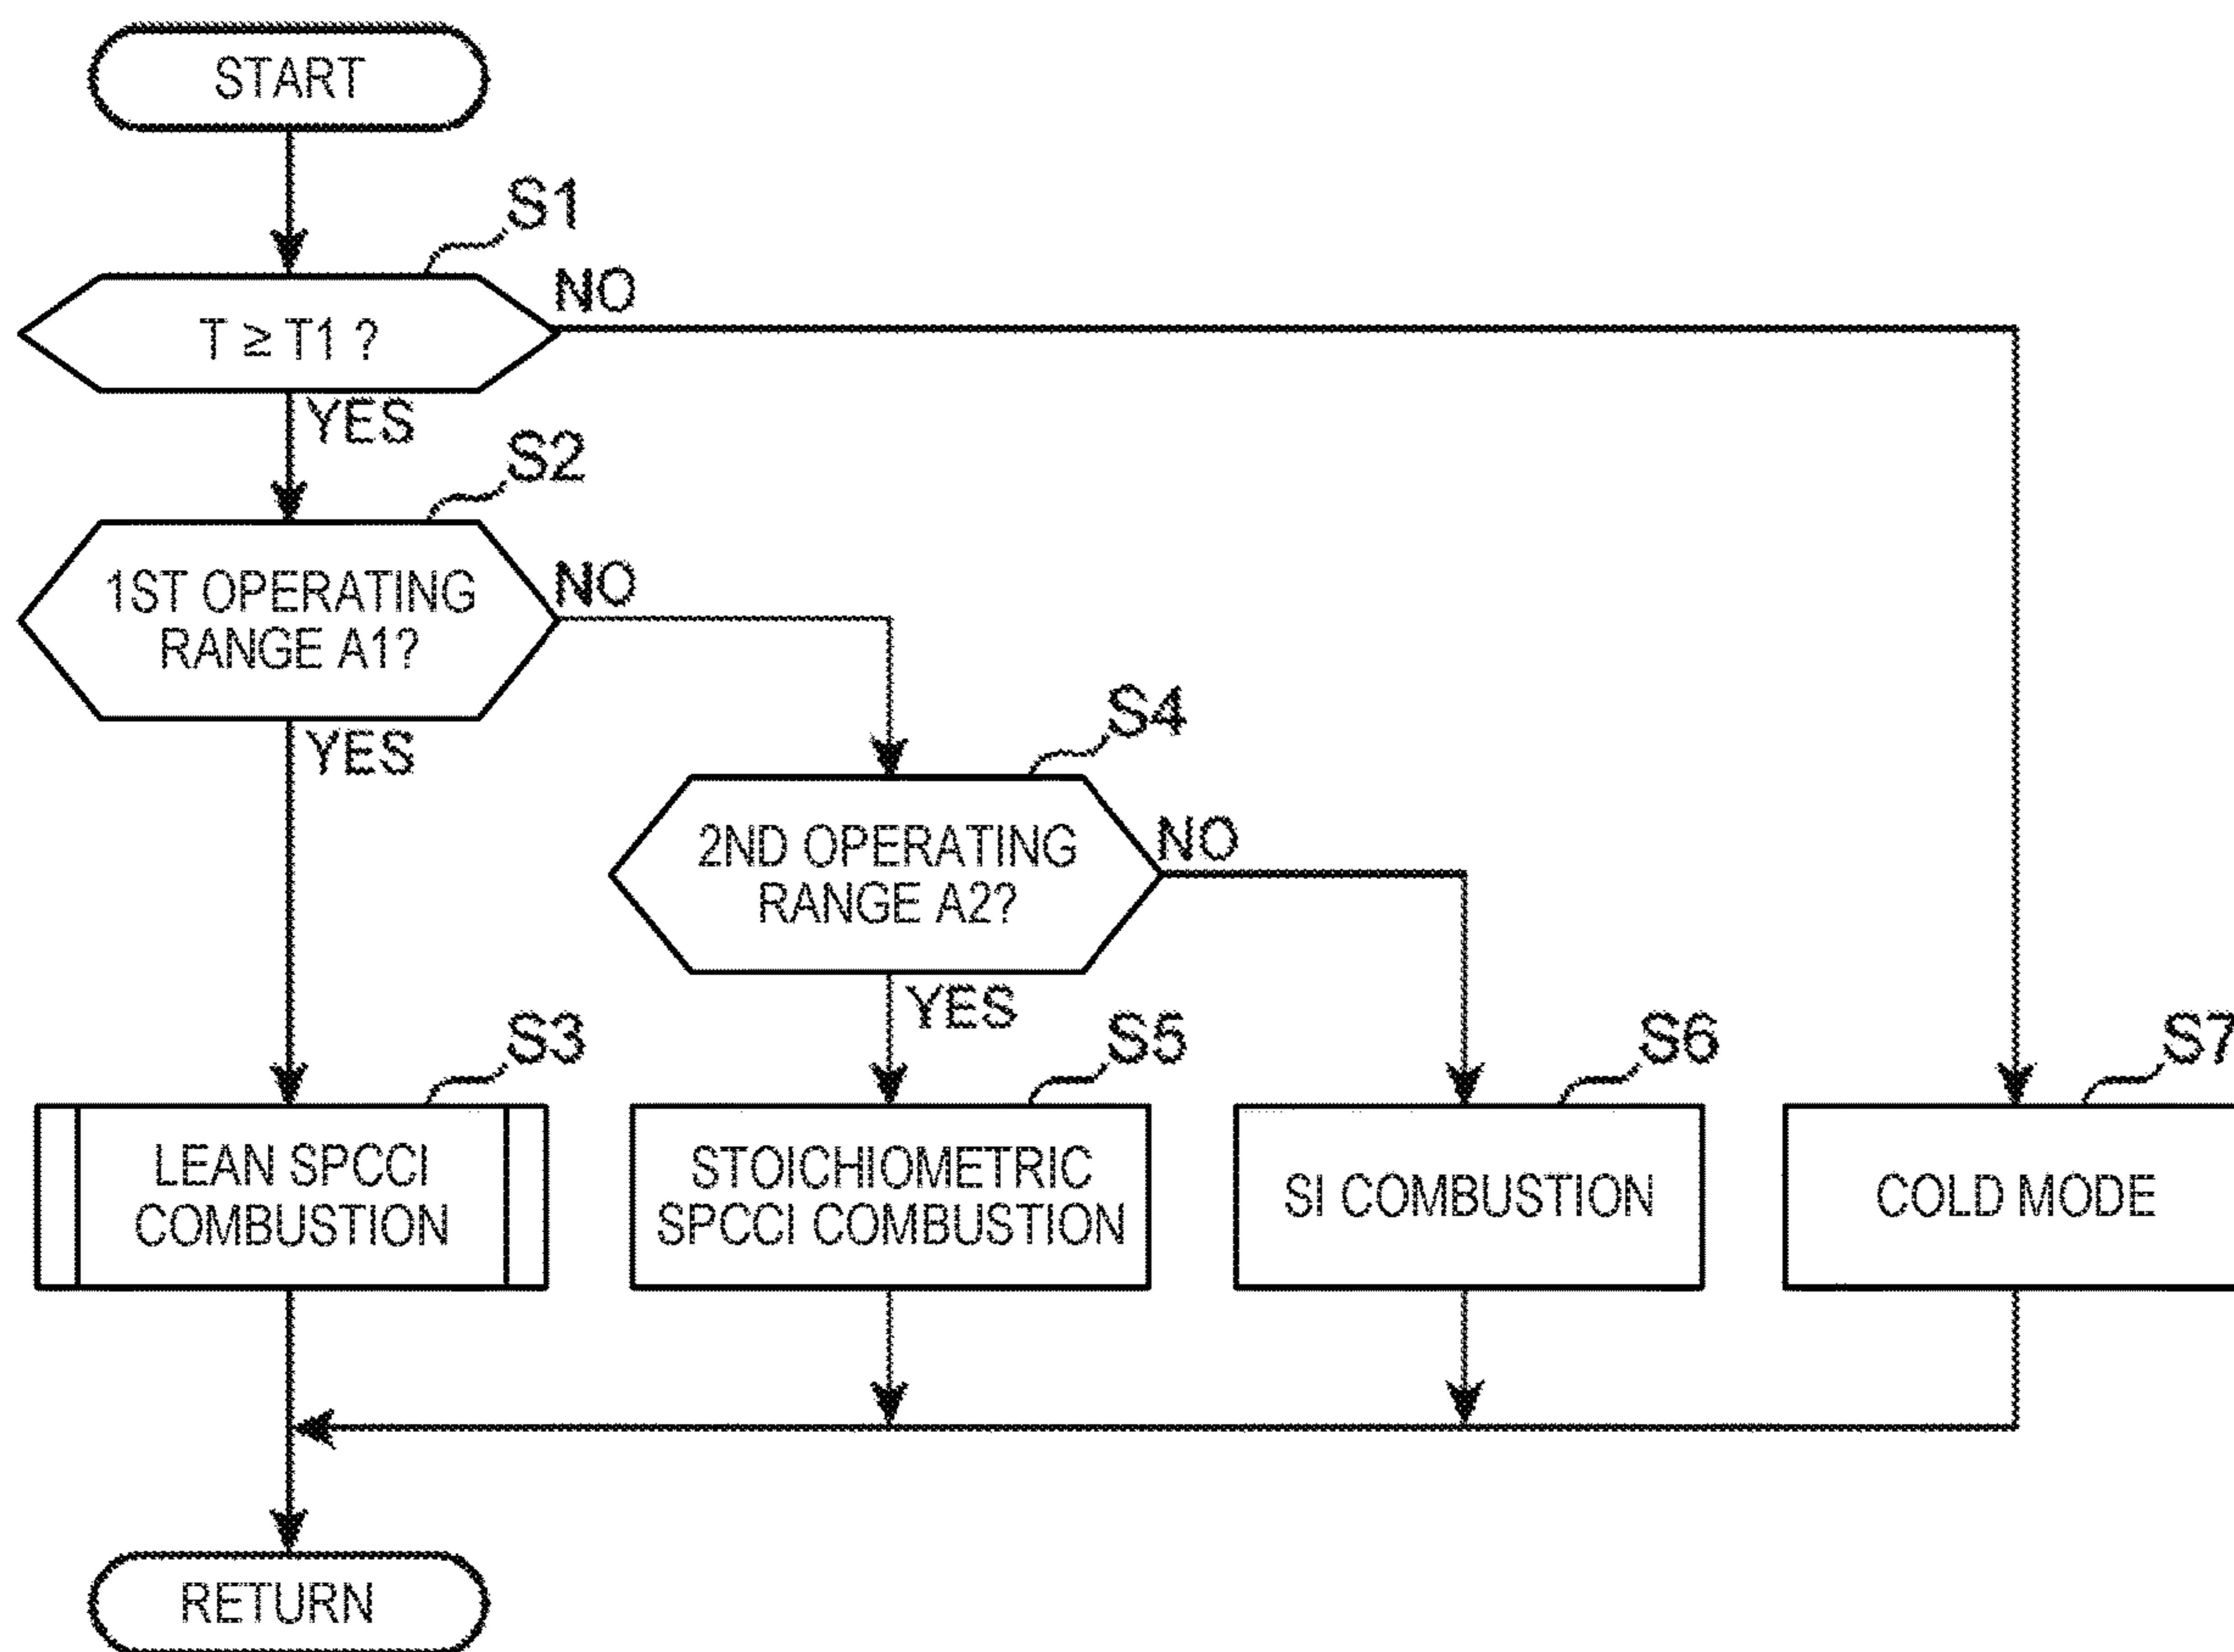 START
S1
T ≥ T1 ?
NO
YES
S2
1ST OPERATING
RANGE A1?
NO
YES
S4
2ND OPERATING
RANGE A2?
NO
YES
S3
LEAN SPCCI
COMBUSTION
S5
STOICHIOMETRIC
SPCCI COMBUSTION
S6
SI COMBUSTION
S7
COLD MODE
RETURN